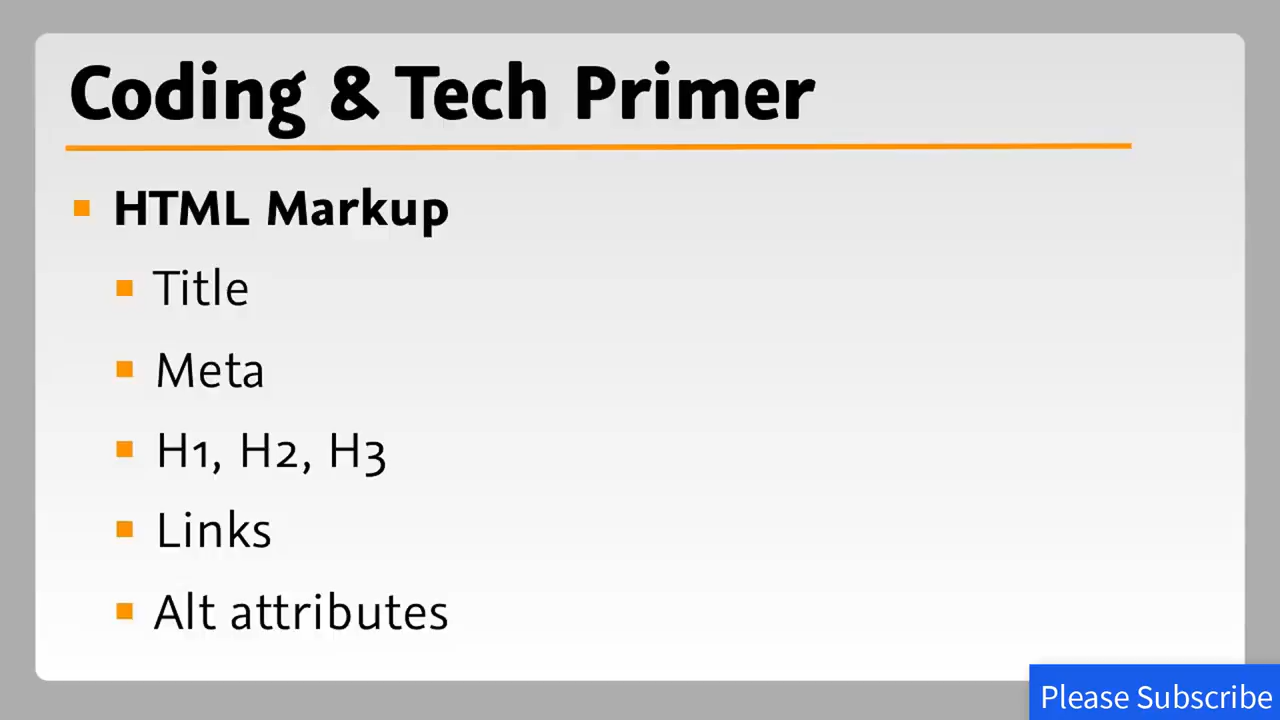 Coding & Tech Primer
HTML Markup
Title
Meta
H1, H2, H3
Links
Alt attributes
Please Subscribe